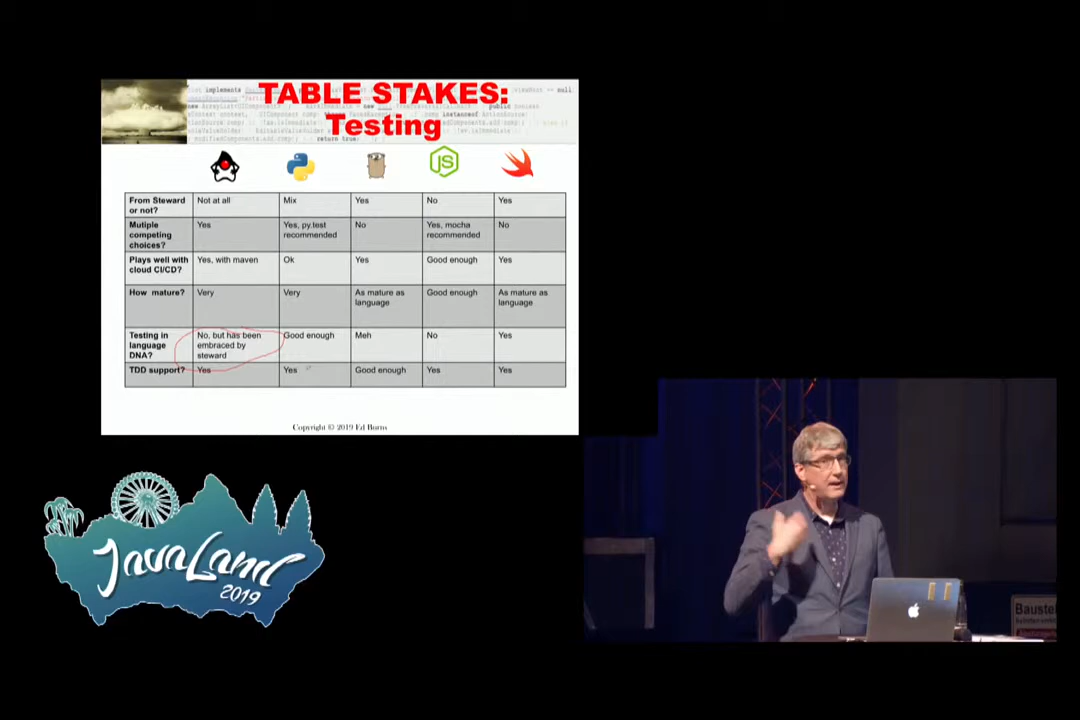 TABLE STAKES:
Testing
JS
From Steward or not? Not at all Mix Yes No Yes
Mutiple competing choices? Yes Yes, py.test recommended No Yes, mocha recommended No
Plays well with cloud CI/CD? Yes, with maven Ok Yes Good enough Yes
How mature? Very Very As mature as language Good enough As mature as language
Testing in language DNA? No, but has been embraced by steward Good enough Meh No Yes
TDD support? Yes Yes Good enough Yes Yes
Copyright © 2019 Ed Burns
JavaLand
2019
Baustel